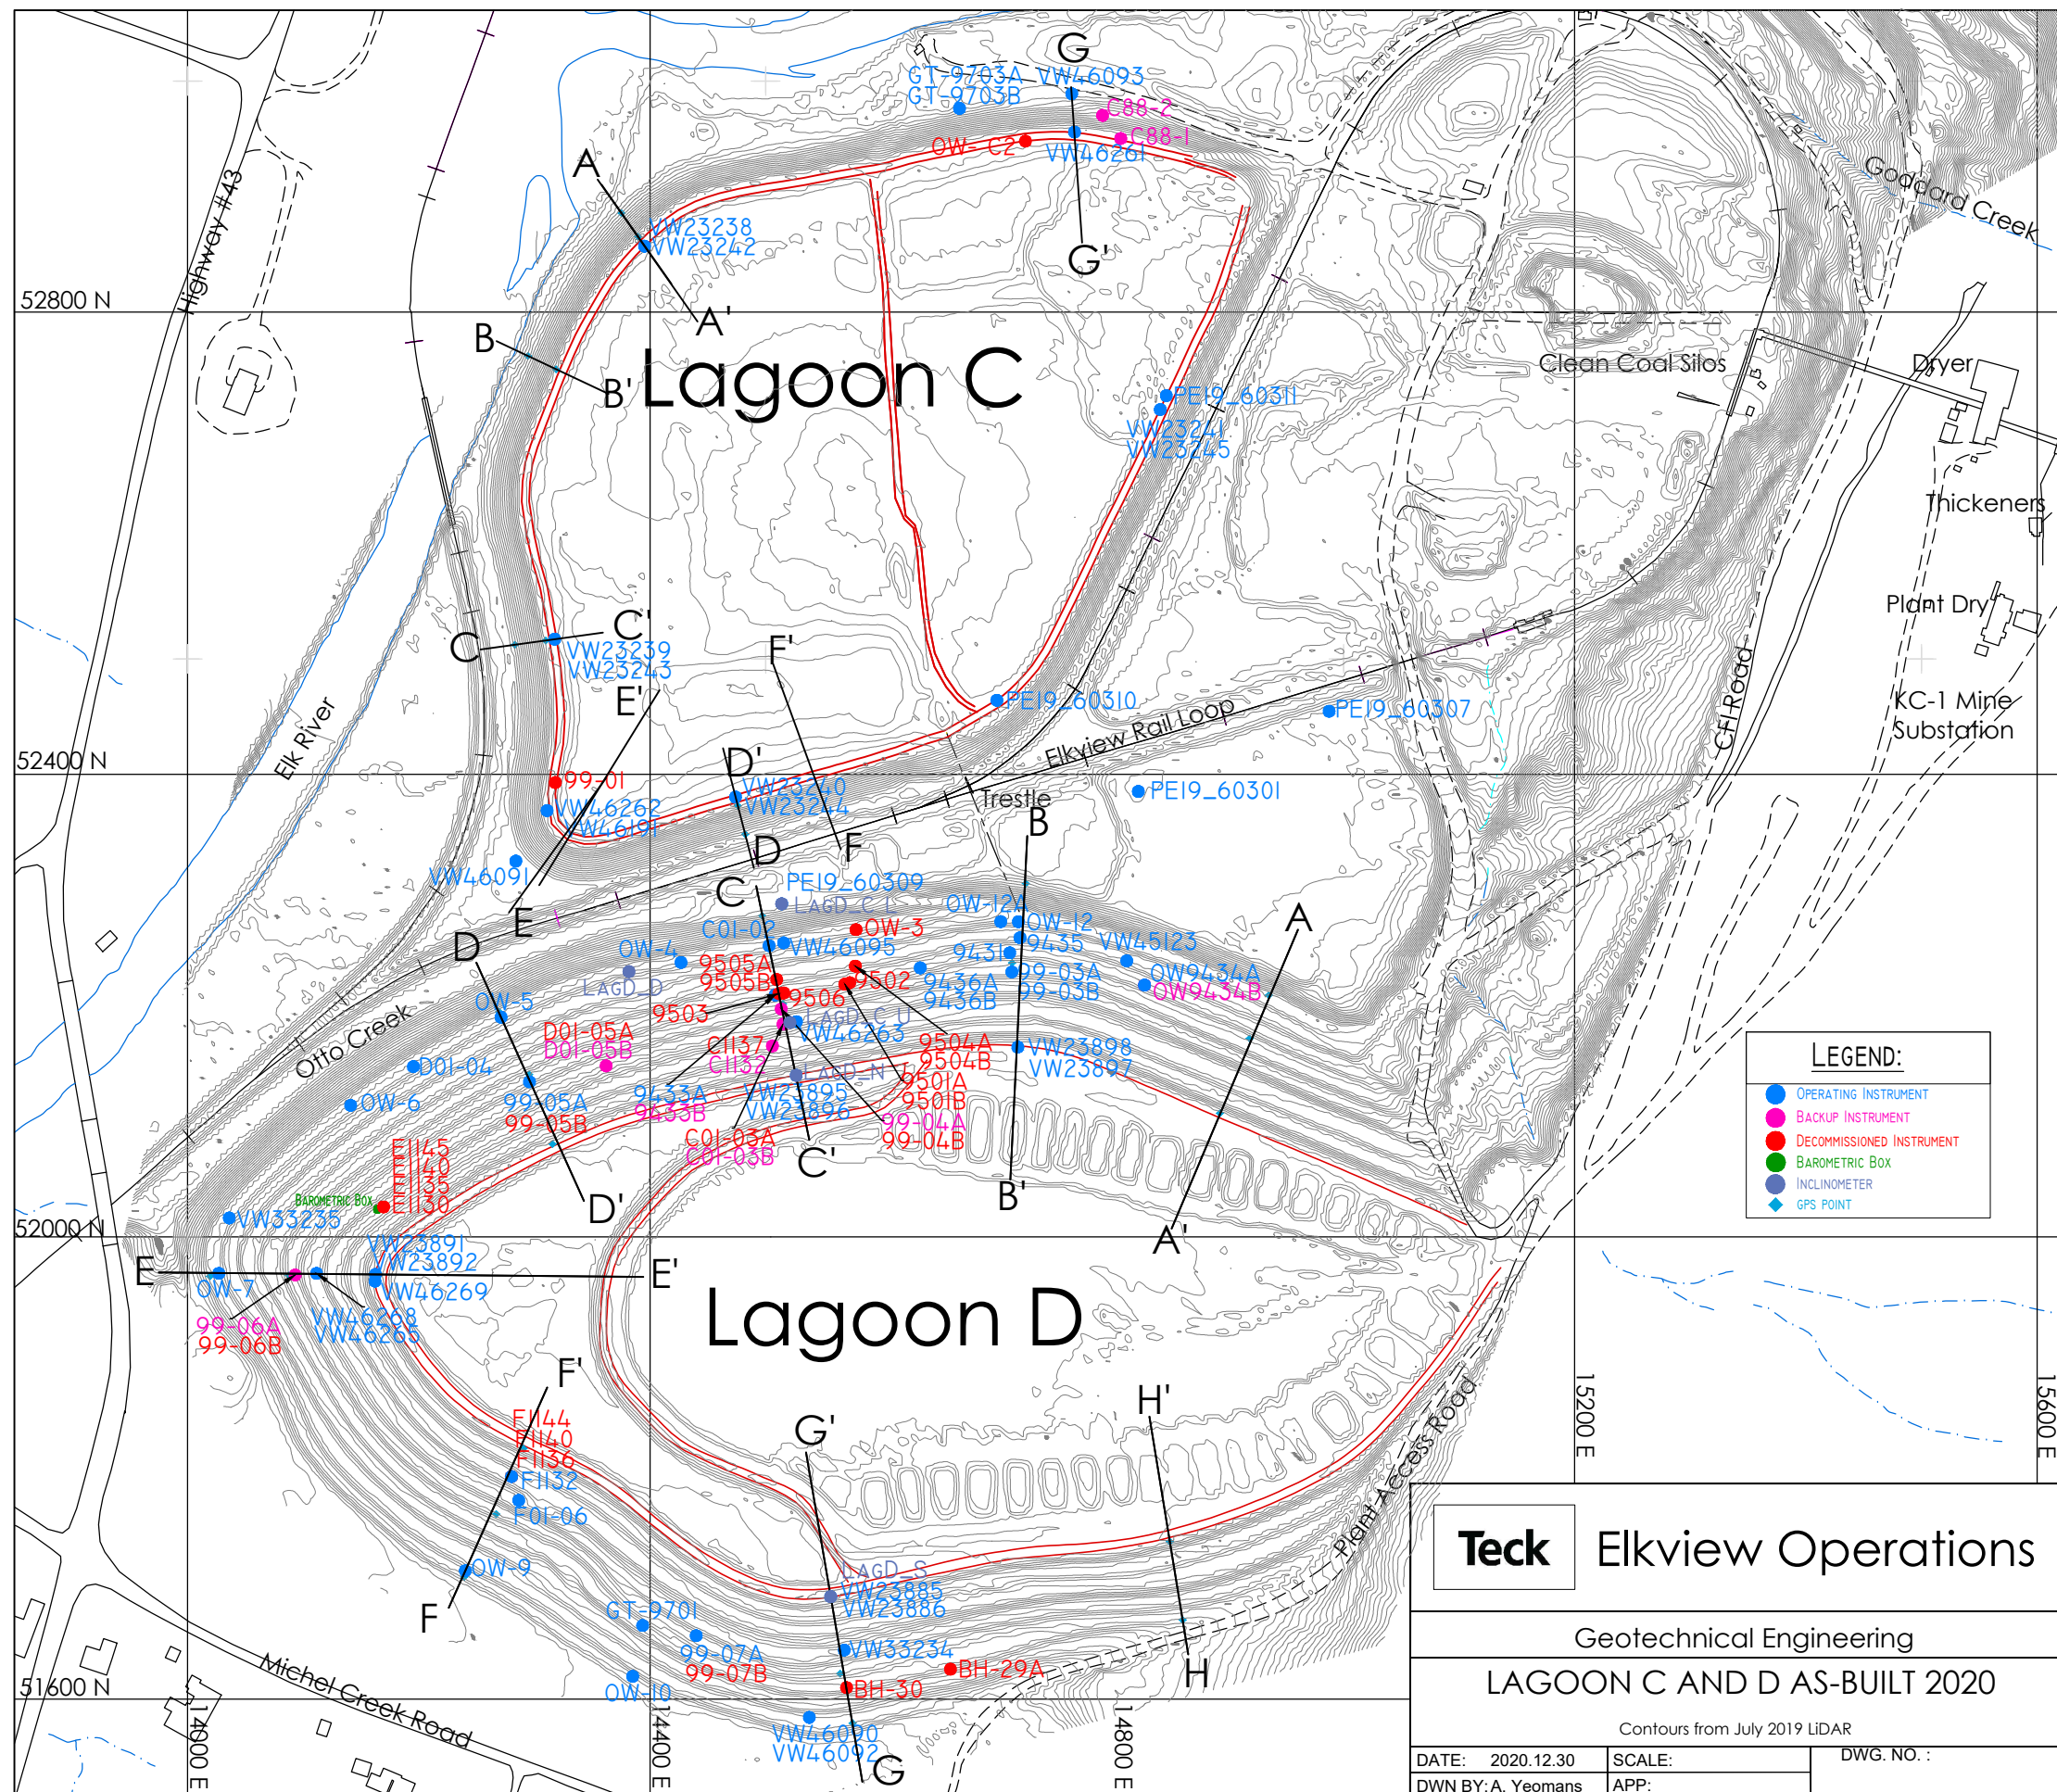 G
GT-9703A
VW46093
GT-9703B
C88-2
OW- C2
C88-1
VW46261
A
Goddard Creek
Highway #43
VW23238
VW23242
G'
52800 N
A'
B
B'
Lagoon C
Clean Coal Silos
Dryer
PE19_60311
VW23241
VW23245
Thickeners
Plant Dry
C
C'
VW23239
VW23243
F'
E'
PE19_60310
PE19_60307
CFI Road
KC-1 Mine
Substation
Elk River
Elkview Rail Loop
D'
52400 N
99-01
VW23240
VW23244
PE19_60301
Trestle
VW46262
VW46191
B
D
F
VW46091
PE19_60309
C
LAGD_C_L
OW-12A
OW-12
A
E
D
C01-02
OW-3
OW-4
VW46095
9431
9435
VW45123
9505A
9505B
9502
9436A
9436B
99-03A
99-03B
OW9434A
OW9434B
LAGD_D
OW-5
9503
9506
LAGD_C_U
VW46263
Otto Creek
D01-05A
D01-05B
C1137
C1132
9504A
9504B
VW23898
VW23897
LEGEND:
D01-04
LAGD_N
9501A
9501B
OPERATING INSTRUMENT
OW-6
99-05A
99-05B
9433A
9433B
VW23895
VW23896
BACKUP INSTRUMENT
99-04A
99-04B
DECOMMISSIONED INSTRUMENT
C01-03A
C01-03B
BAROMETRIC BOX
E1145
E1140
E1135
E1130
C'
INCLINOMETER
BAROMETRIC BOX
D'
B'
GPS POINT
VW33235
52000 N
A'
VW23891
VW23892
E
E'
OW-7
VW46269
Lagoon D
VW46268
VW46265
99-06A
99-06B
F'
H'
15200 E
15600 E
F1144
F1140
F1136
F1132
G'
Plant Access Road
F01-06
Teck
Elkview Operations
OW-9
LAGD_S
VW23885
VW23886
F
GT-9701
99-07A
99-07B
VW33234
Geotechnical Engineering
Michel Creek Road
BH-29A
H
51600 N
OW-10
BH-30
LAGOON C AND D AS-BUILT 2020
14000 E
14400 E
14800 E
VW46090
VW46092
Contours from July 2019 LiDAR
G
DATE: 2020.12.30
SCALE:
DWG. NO. :
DWN BY: A. Yeomans
APP: